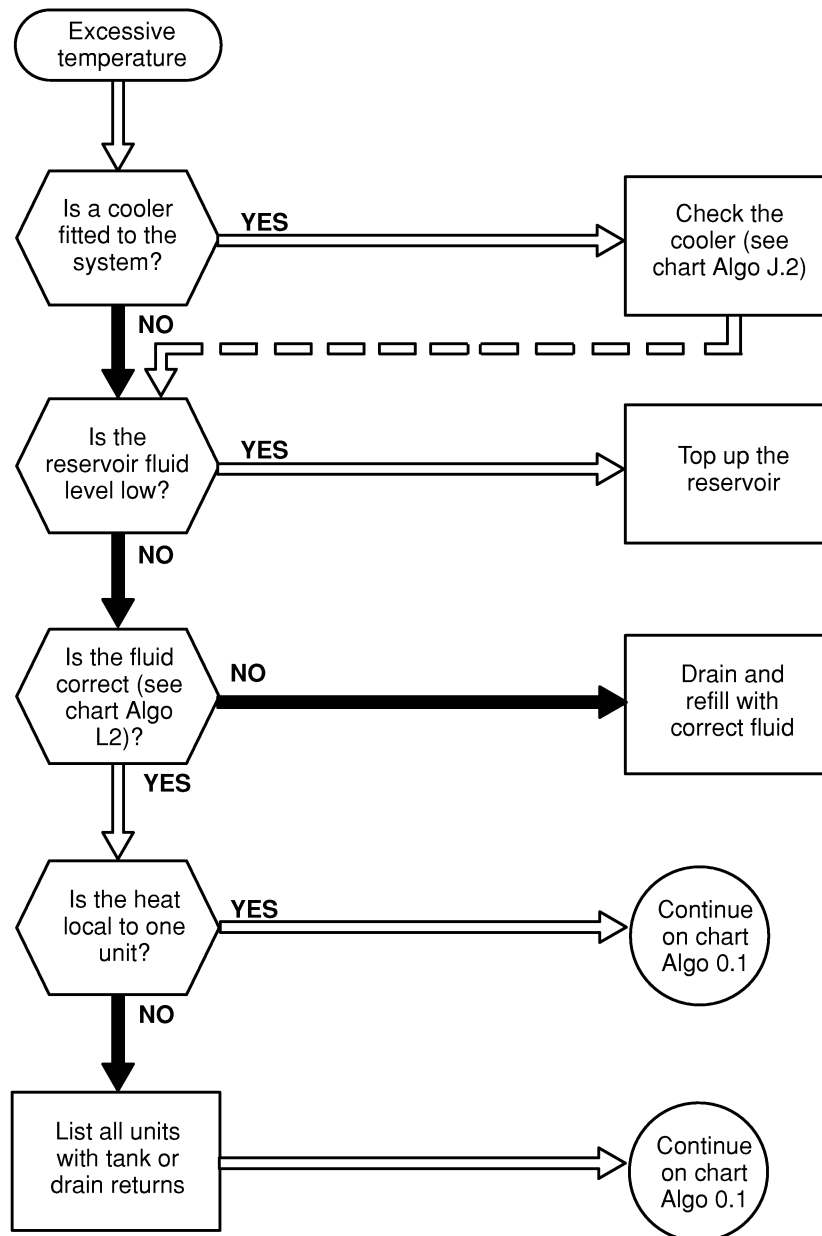 Excessive
temperature
Is a cooler
fitted to the
system?
YES
Check the
cooler (see
chart Algo J.2)
NO
Is the
reservoir fluid
level low?
YES
Top up the
reservoir
NO
Is the fluid
correct (see
chart Algo
L2)?
NO
Drain and
refill with
correct fluid
YES
Is the heat
local to one
unit?
YES
Continue
on chart
Algo 0.1
NO
List all units
with tank or
drain returns
Continue
on chart
Algo 0.1